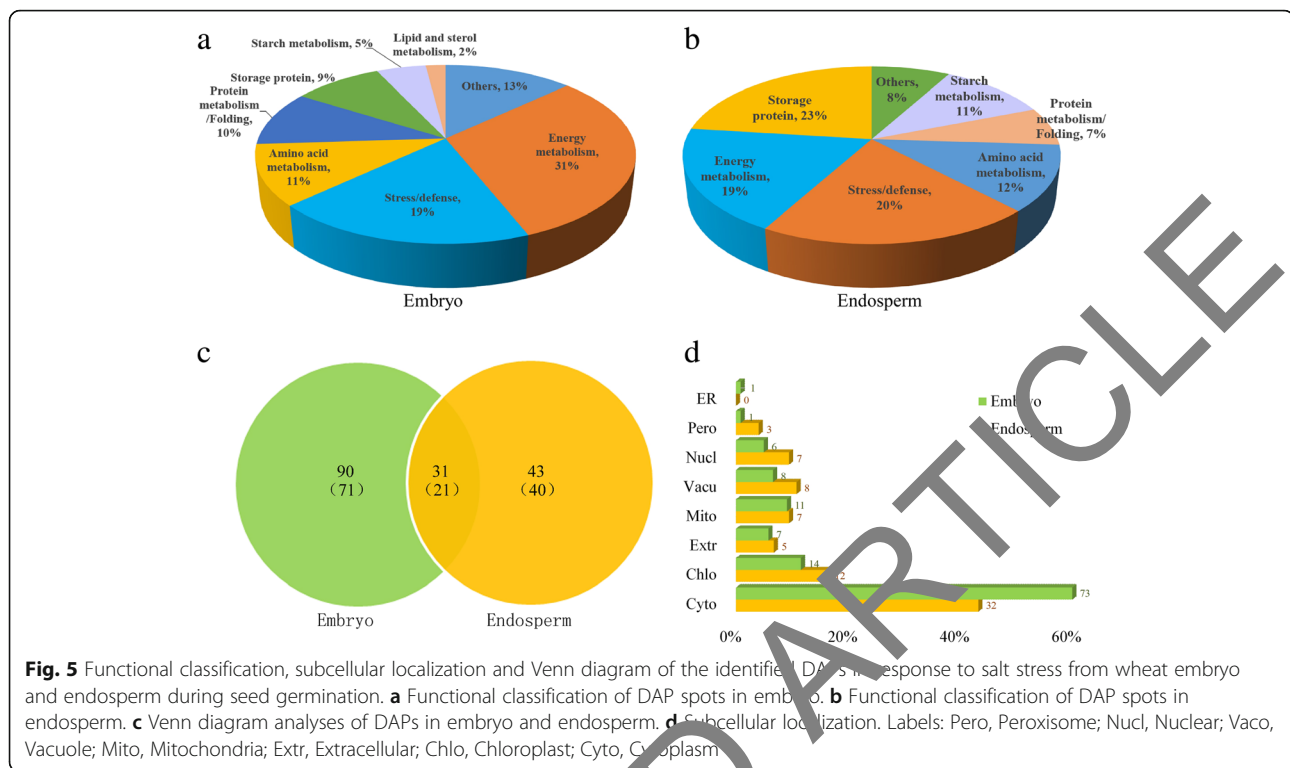 a
Starch metabolism, 5%
Lipid and sterol
metabolism, 2%
Storage protein, 9%
Protein
metabolism
/Folding,
10%
Others, 13%
Energy
metabolism,
31%
Amino acid
metabolism,
11%
Stress/defense,
19%
Embryo
b
Others,
8%
Starch
metabolism,
11%
Storage
protein, 23%
Protein
metabolism/
Folding, 7%
Energy
metabolism,
19%
Amino acid
metabolism,
12%
Stress/defense,
20%
Endosperm
c
90
(71)
31
(21)
43
(40)
Embryo
Endosperm
d
ER
1
0
Embryo
Pero
1
3
Endosperm
Nucl
6
7
Vacu
8
8
Mito
11
7
Extr
7
5
Chlo
14
Cyto
73
32
0%
20%
40%
60%
Fig. 5 Functional classification, subcellular localization and Venn diagram of the identified in response to salt stress from wheat embryo
and endosperm during seed germination. a Functional classification of DAP spots in embryo. b Functional classification of DAP spots in
endosperm. c Venn diagram analyses of DAPs in embryo and endosperm. d Subcellular localization. Labels: Pero, Peroxisome; Nucl, Nuclear; Vaco,
Vacuole; Mito, Mitochondria; Extr, Extracellular; Chlo, Chloroplast; Cyto, Cytoplasm
D ARTICLE